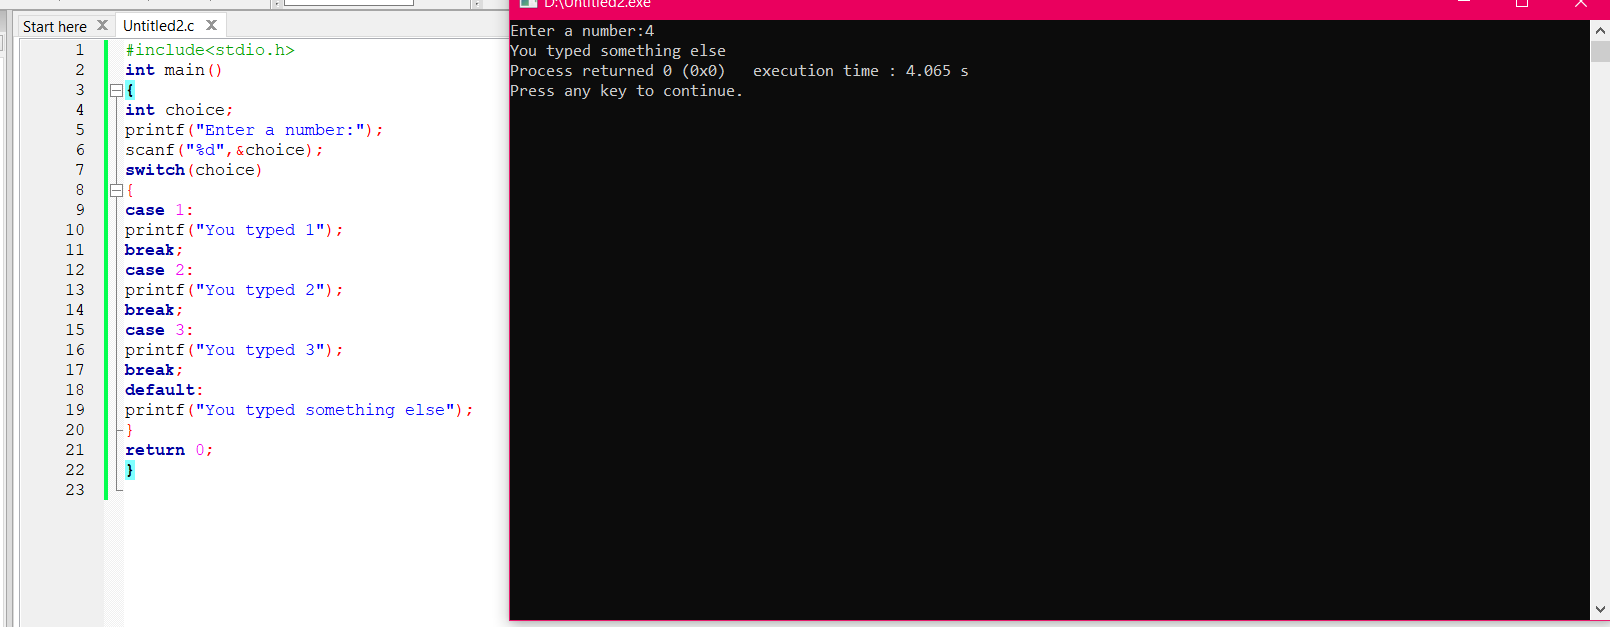 Start here X Untitled2.c X
1 #include<stdio.h>
2 int main()
3 {
4 int choice;
5 printf("Enter a number:");
6 scanf("%d",&choice);
7 switch(choice)
8 {
9 case 1:
10 printf("You typed 1");
11 break;
12 case 2:
13 printf("You typed 2");
14 break;
15 case 3:
16 printf("You typed 3");
17 break;
18 default:
19 printf("You typed something else");
20 }
21 return 0;
22 }
23
D:\Untitled2.exe
Enter a number:4
You typed something else
Process returned 0 (0x0)   execution time : 4.065 s
Press any key to continue.